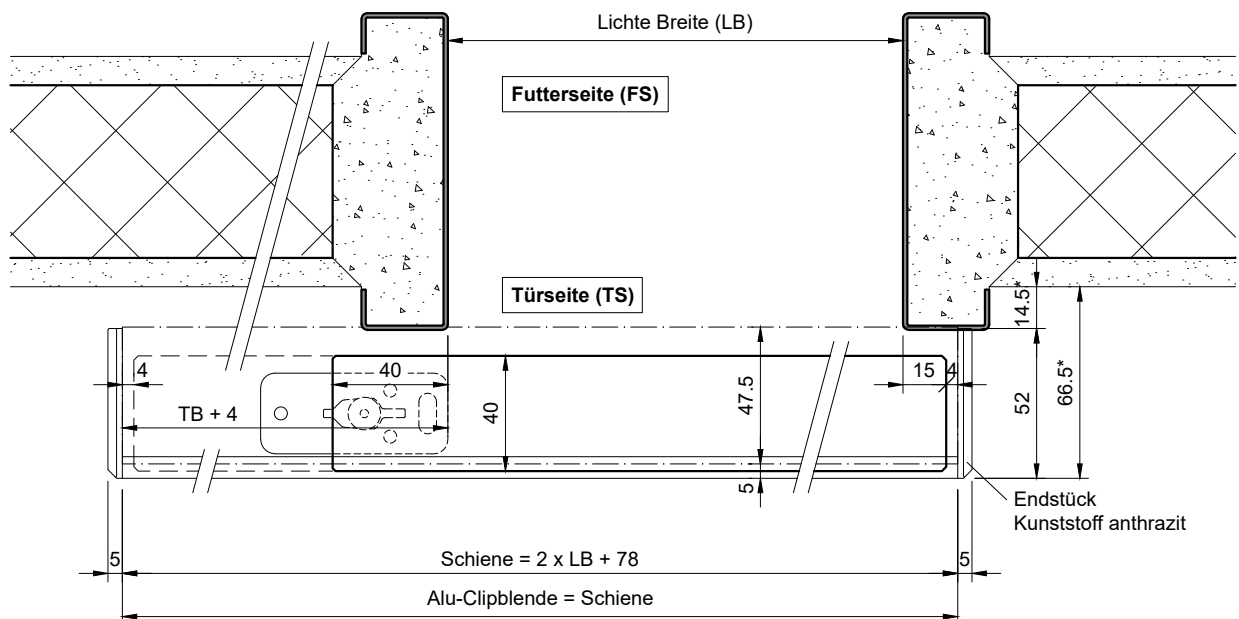 Lichte Breite (LB)
Futterseite (FS)
Türseite (TS)
14.5*
4
40
15
4
47.5
52
66.5*
TB + 4
40
5
Endstück
Kunststoff anthrazit
5
Schiene = 2 x LB + 78
5
Alu-Clipblende = Schiene